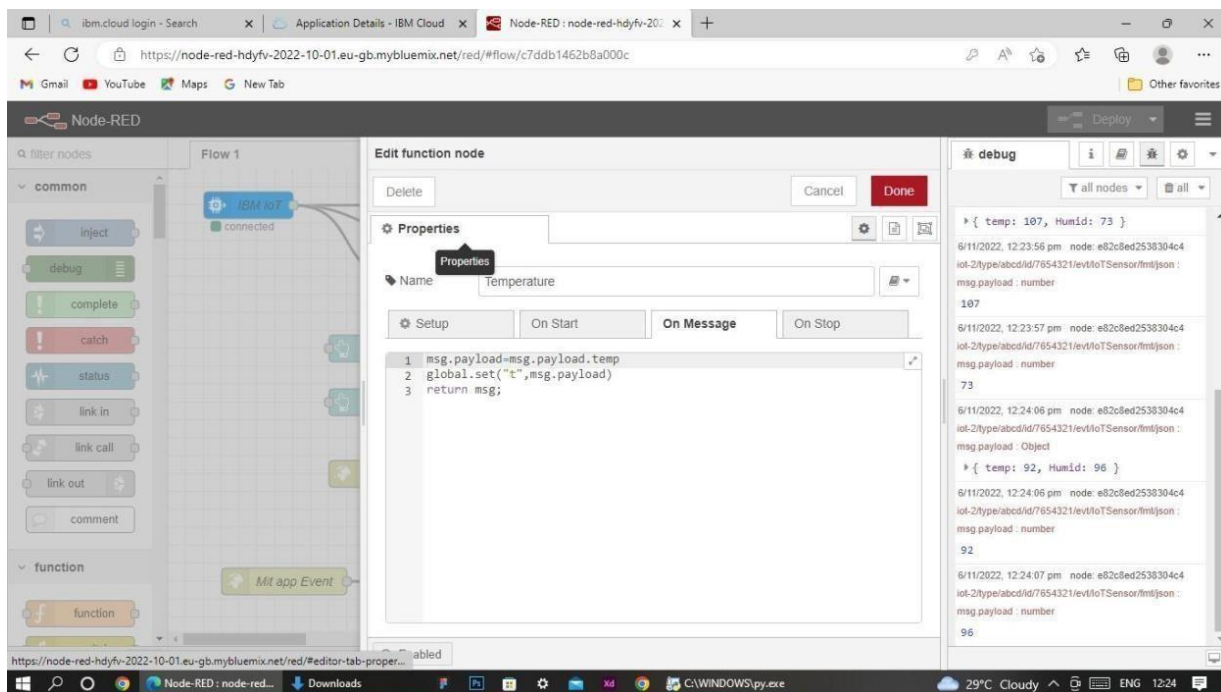 ibm.cloud login - Search
Application Details - IBM Cloud
Node-RED : node-red-hdyfv-202
https://node-red-hdyfv-2022-10-01.eu-gb.mybluemix.net/red/#flow/c7ddb1462b8a000c
Gmail YouTube Maps New Tab
Other favorites
Node-RED
Deploy
filter nodes
common
inject
debug
complete
catch
status
link in
link call
link out
comment
function
function
Flow 1
IBM IoT
connected
Mit app Event
Edit function node
Delete
Cancel
Done
Properties
Properties
Name
Temperature
Setup
On Start
On Message
On Stop
1 msg.payload=msg.payload.temp
2 global.set("t",msg.payload)
3 return msg;
debug
all nodes
all
{ temp: 107, Humid: 73 }
6/11/2022, 12:23:56 pm node: e82c8ed2538304c4
iot-2/type/abcd/id/7654321/evt/IoTSensor/fmt/json :
msg.payload : number
107
6/11/2022, 12:23:57 pm node: e82c8ed2538304c4
iot-2/type/abcd/id/7654321/evt/IoTSensor/fmt/json :
msg.payload : number
73
6/11/2022, 12:24:06 pm node: e82c8ed2538304c4
iot-2/type/abcd/id/7654321/evt/IoTSensor/fmt/json :
msg.payload : Object
{ temp: 92, Humid: 96 }
6/11/2022, 12:24:06 pm node: e82c8ed2538304c4
iot-2/type/abcd/id/7654321/evt/IoTSensor/fmt/json :
msg.payload : number
92
6/11/2022, 12:24:07 pm node: e82c8ed2538304c4
iot-2/type/abcd/id/7654321/evt/IoTSensor/fmt/json :
msg.payload : number
96
https://node-red-hdyfv-2022-10-01.eu-gb.mybluemix.net/red/#editor-tab-proper...
Node-RED : node-red...
Downloads
C:\WINDOWS\py.exe
29°C Cloudy
ENG
12:24